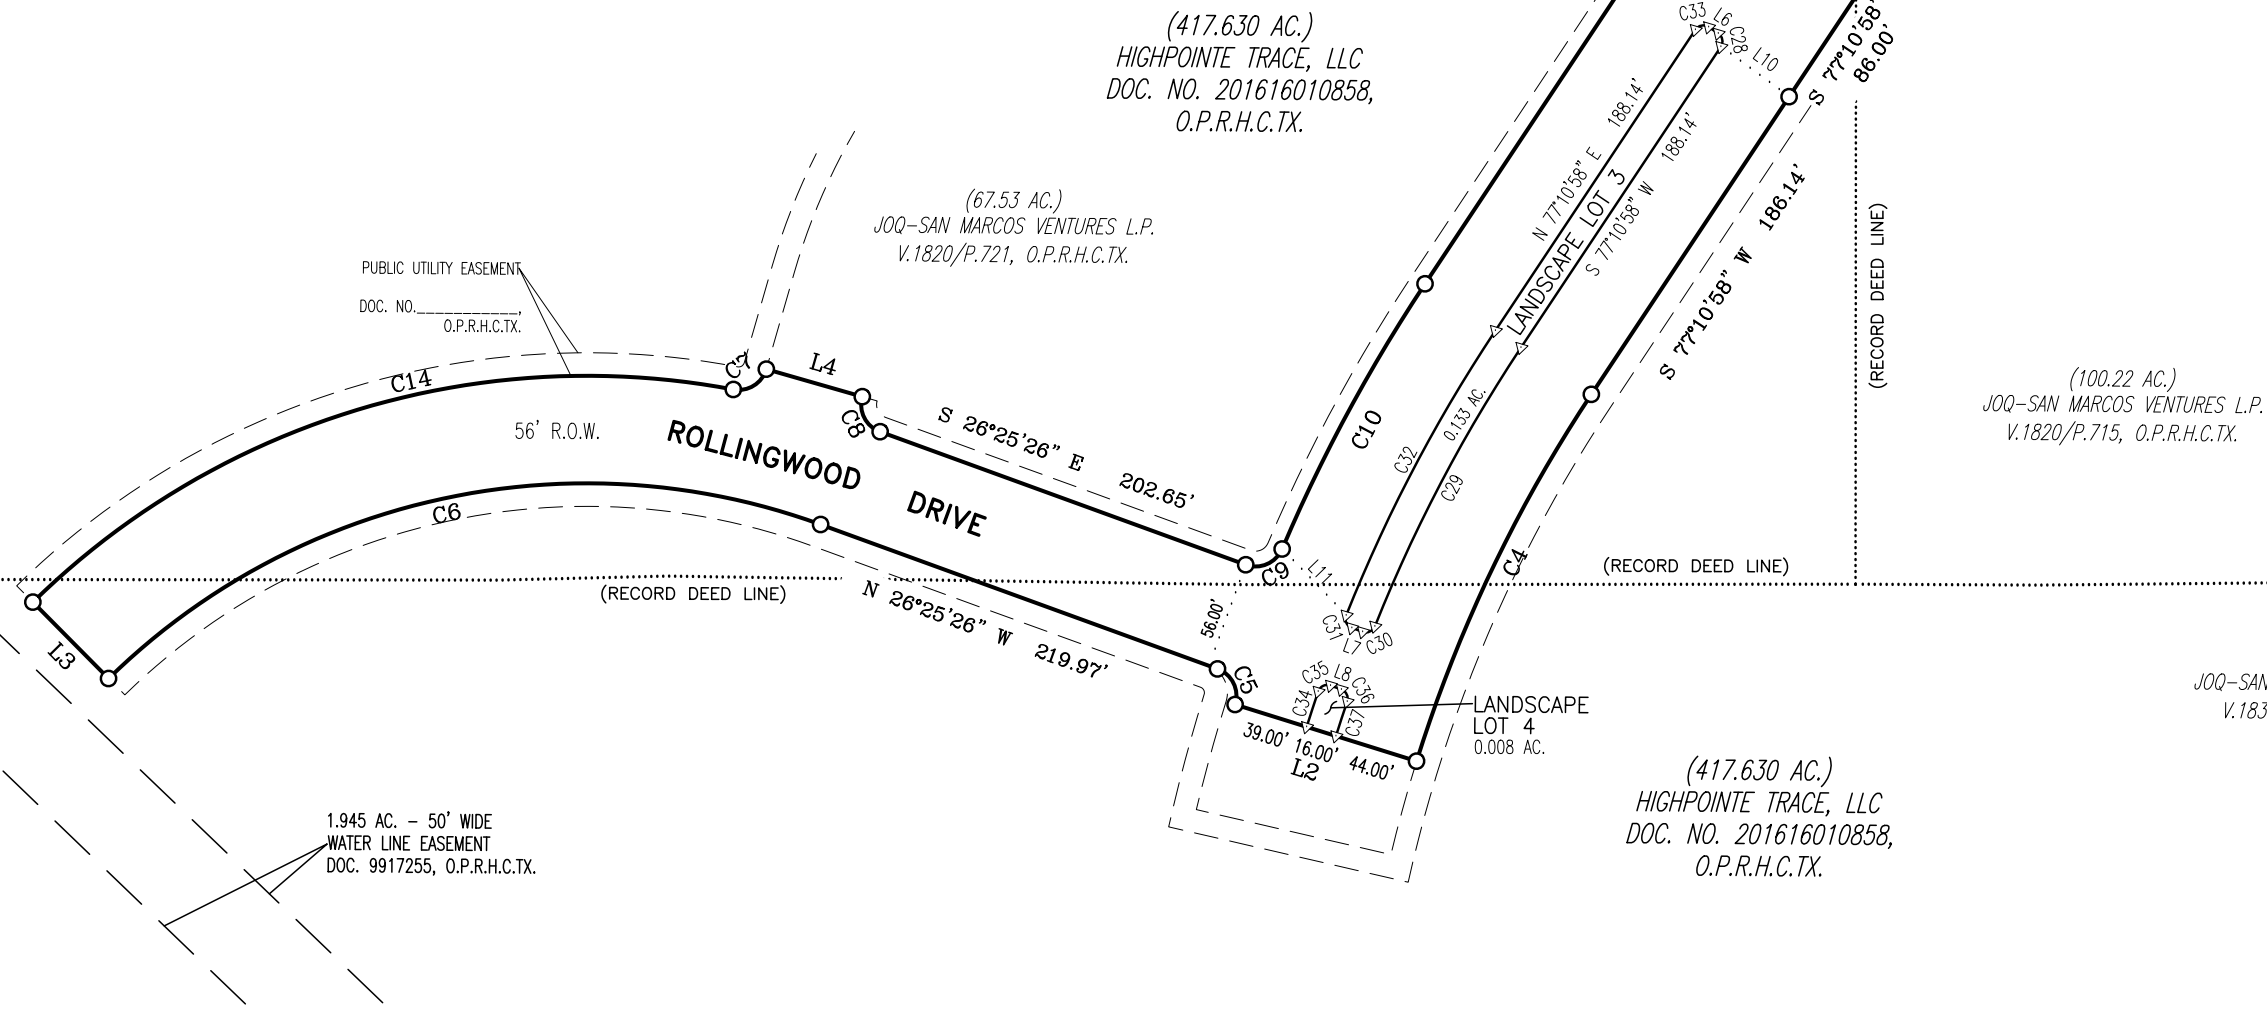 (417.630 AC.)
HIGHPOINTE TRACE, LLC
DOC. NO. 201616010858,
O.P.R.H.C.TX.
C33
L6
C28
L10
S 77°10'58"
86.00'
N 77°10'58" E 188.14'
S 77°10'58" W 188.14'
LANDSCAPE LOT 3
0.133 AC.
S 77°10'58" W 186.14'
(RECORD DEED LINE)
(67.53 AC.)
JOQ-SAN MARCOS VENTURES L.P.
V.1820/P.721, O.P.R.H.C.TX.
PUBLIC UTILITY EASEMENT
DOC. NO.____________,
O.P.R.H.C.TX.
(100.22 AC.)
JOQ-SAN MARCOS VENTURES L.P.
V.1820/P.715, O.P.R.H.C.TX.
C14
L4
C8
S 26°25'26" E 202.65'
C10
C32
C29
56' R.O.W.
ROLLINGWOOD DRIVE
C6
C4
C9
L11
(RECORD DEED LINE)
(RECORD DEED LINE)
N 26°25'26" W 219.97'
56.00'
C31
L7
C30
L3
C5
C35
L8
C36
C34
C37
LANDSCAPE
LOT 4
0.008 AC.
39.00' 16.00' 44.00'
L2
JOQ-SAN
V.183
(417.630 AC.)
HIGHPOINTE TRACE, LLC
DOC. NO. 201616010858,
O.P.R.H.C.TX.
1.945 AC. - 50' WIDE
WATER LINE EASEMENT
DOC. 9917255, O.P.R.H.C.TX.